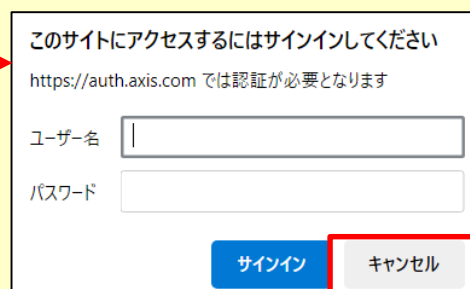 このサイトにアクセスするにはサインインしてください
https://auth.axis.com では認証が必要となります
ユーザー名
パスワード
サインイン キャンセル